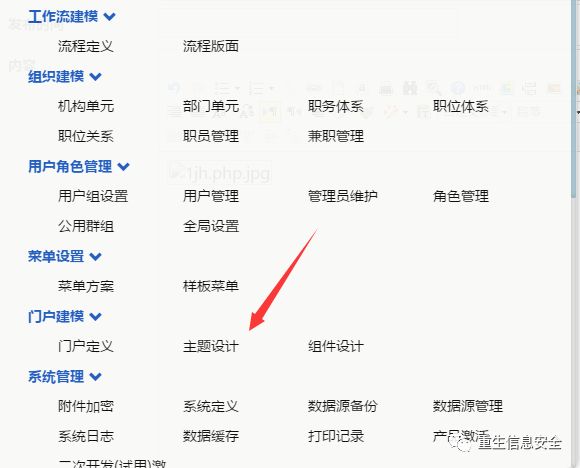 工作流建模
发布时间
流程定义 流程版面
内容
组织建模
机构单元 部门单元 职务体系 职位体系
职位关系 职员管理 兼职管理
用户角色管理
1jh.php.jpg
用户组设置 用户管理 管理员维护 角色管理
公用群组 全局设置
菜单设置
菜单方案 样板菜单
门户建模
门户定义 主题设计 组件设计
系统管理
附件加密 系统定义 数据源备份 数据源管理
系统日志 数据缓存 打印记录 产品激活
重生信息安全
二次开发(试用)激